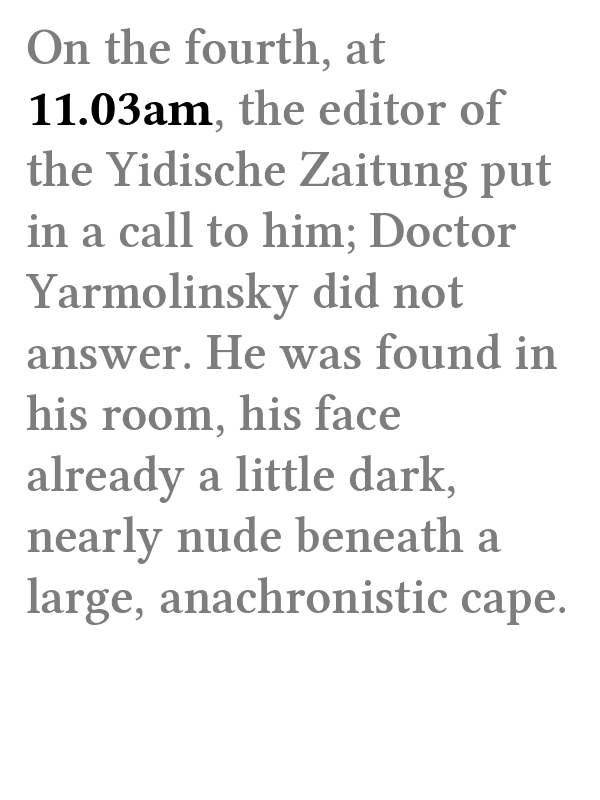 On the fourth, at
11.03am, the editor of
the Yidische Zaitung put
in a call to him; Doctor
Yarmolinsky did not
answer. He was found in
his room, his face
already a little dark,
nearly nude beneath a
large, anachronistic cape.